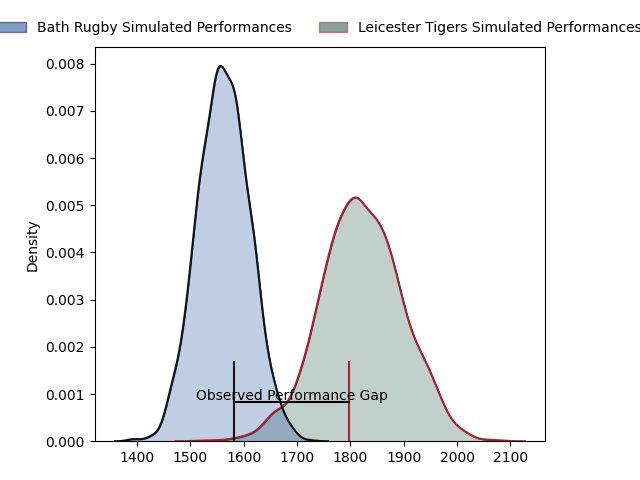 Bath Rugby Simulated Performances
Leicester Tigers Simulated Performances
0.008
0.007
0.006
0.005
0.004
0.003
0.002
0.001
0.000
Density
Observed Performance Gap
1400 1500 1600 1700 1800 1900 2000 2100